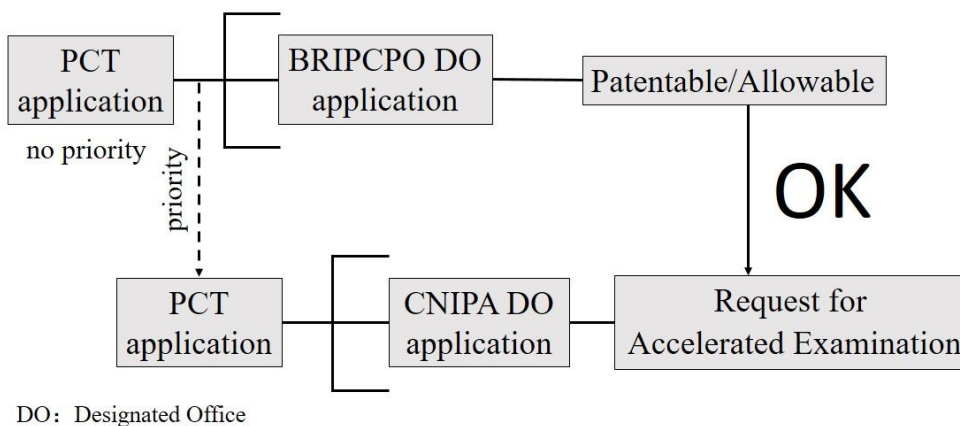 PCT
application
no priority
priority
BRIPCPO DO
application
Patentable/Allowable
OK
PCT
application
CNIPA DO
application
Request for
Accelerated Examination
DO：Designated Office